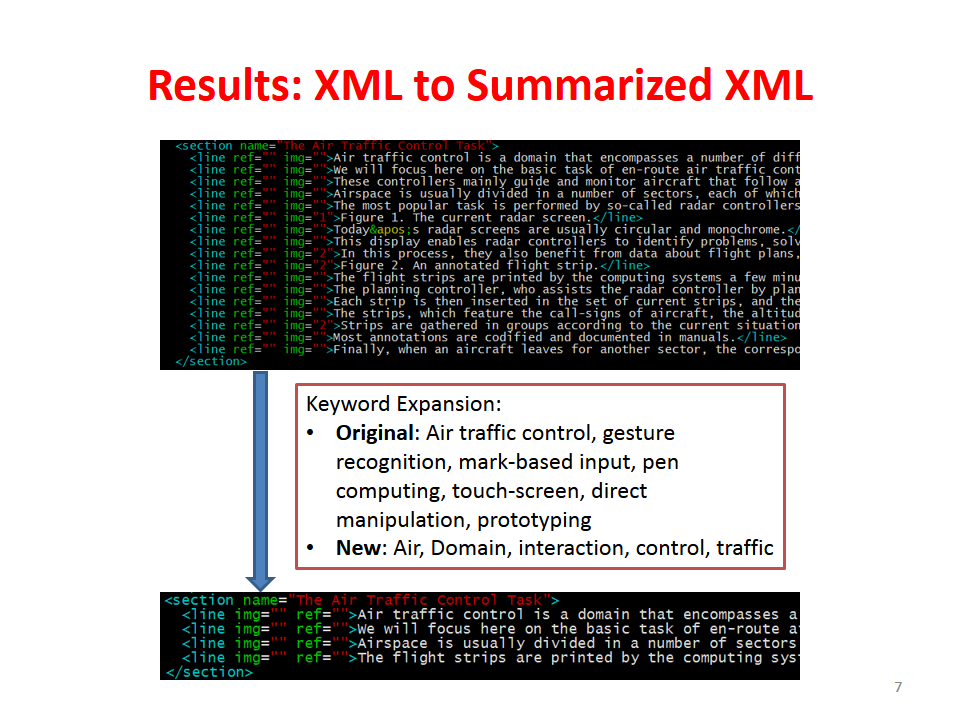 Results: XML to Summarized XML
<section name="The Air Traffic Control Task">
<line ref="" img="">Air traffic control is a domain that encompasses a number of diff
<line ref="" img="">We will focus here on the basic task of en-route air traffic cont
<line ref="" img="">These controllers mainly guide and monitor aircraft that follow a
<line ref="" img="">Airspace is usually divided in a number of sectors, each of which
<line ref="" img="">The most popular task is performed by so-called radar controllers
<line ref="" img="1">Figure 1. The current radar screen.</line>
<line ref="" img="">Today&apos;s radar screens are usually circular and monochrome.</
<line ref="" img="">This display enables radar controllers to identify problems, solv
<line ref="" img="2">In this process, they also benefit from data about flight plans,
<line ref="" img="2">Figure 2. An annotated flight strip.</line>
<line ref="" img="">The flight strips are printed by the computing systems a few minu
<line ref="" img="">The planning controller, who assists the radar controller by plan
<line ref="" img="">Each strip is then inserted in the set of current strips, and the
<line ref="" img="">The strips, which feature the call-signs of aircraft, the altitud
<line ref="" img="2">Strips are gathered in groups according to the current situation
<line ref="" img="">Most annotations are codified and documented in manuals.</line>
<line ref="" img="">Finally, when an aircraft leaves for another sector, the correspo
</section>
Keyword Expansion:
• Original: Air traffic control, gesture
recognition, mark-based input, pen
computing, touch-screen, direct
manipulation, prototyping
• New: Air, Domain, interaction, control, traffic
<section name="The Air Traffic Control Task">
<line img="" ref="">Air traffic control is a domain that encompasses a
<line img="" ref="">We will focus here on the basic task of en-route a
<line img="" ref="">Airspace is usually divided in a number of sectors
<line img="" ref="">The flight strips are printed by the computing sys
</section>
7